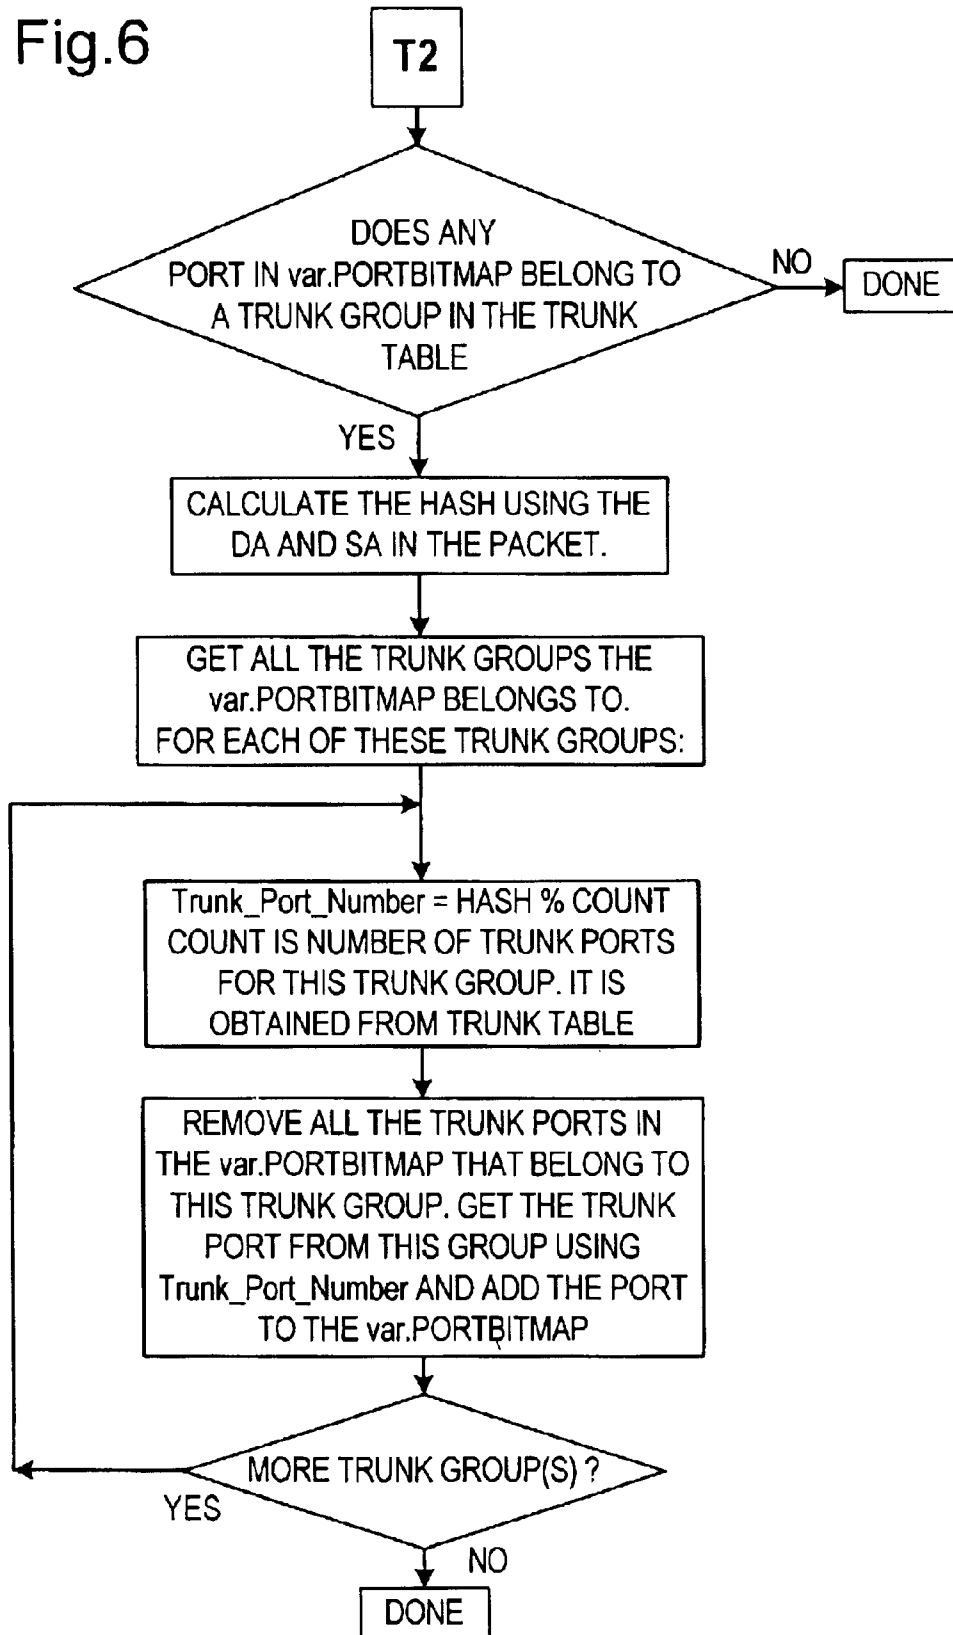 Fig.6
T2
DOES ANY
PORT IN var.PORTBITMAP BELONG TO
A TRUNK GROUP IN THE TRUNK
TABLE
NO
DONE
YES
CALCULATE THE HASH USING THE
DA AND SA IN THE PACKET.
GET ALL THE TRUNK GROUPS THE
var.PORTBITMAP BELONGS TO.
FOR EACH OF THESE TRUNK GROUPS:
Trunk_Port_Number = HASH % COUNT
COUNT IS NUMBER OF TRUNK PORTS
FOR THIS TRUNK GROUP. IT IS
OBTAINED FROM TRUNK TABLE
REMOVE ALL THE TRUNK PORTS IN
THE var.PORTBITMAP THAT BELONG TO
THIS TRUNK GROUP. GET THE TRUNK
PORT FROM THIS GROUP USING
Trunk_Port_Number AND ADD THE PORT
TO THE var.PORTBITMAP
MORE TRUNK GROUP(S) ?
YES
NO
DONE